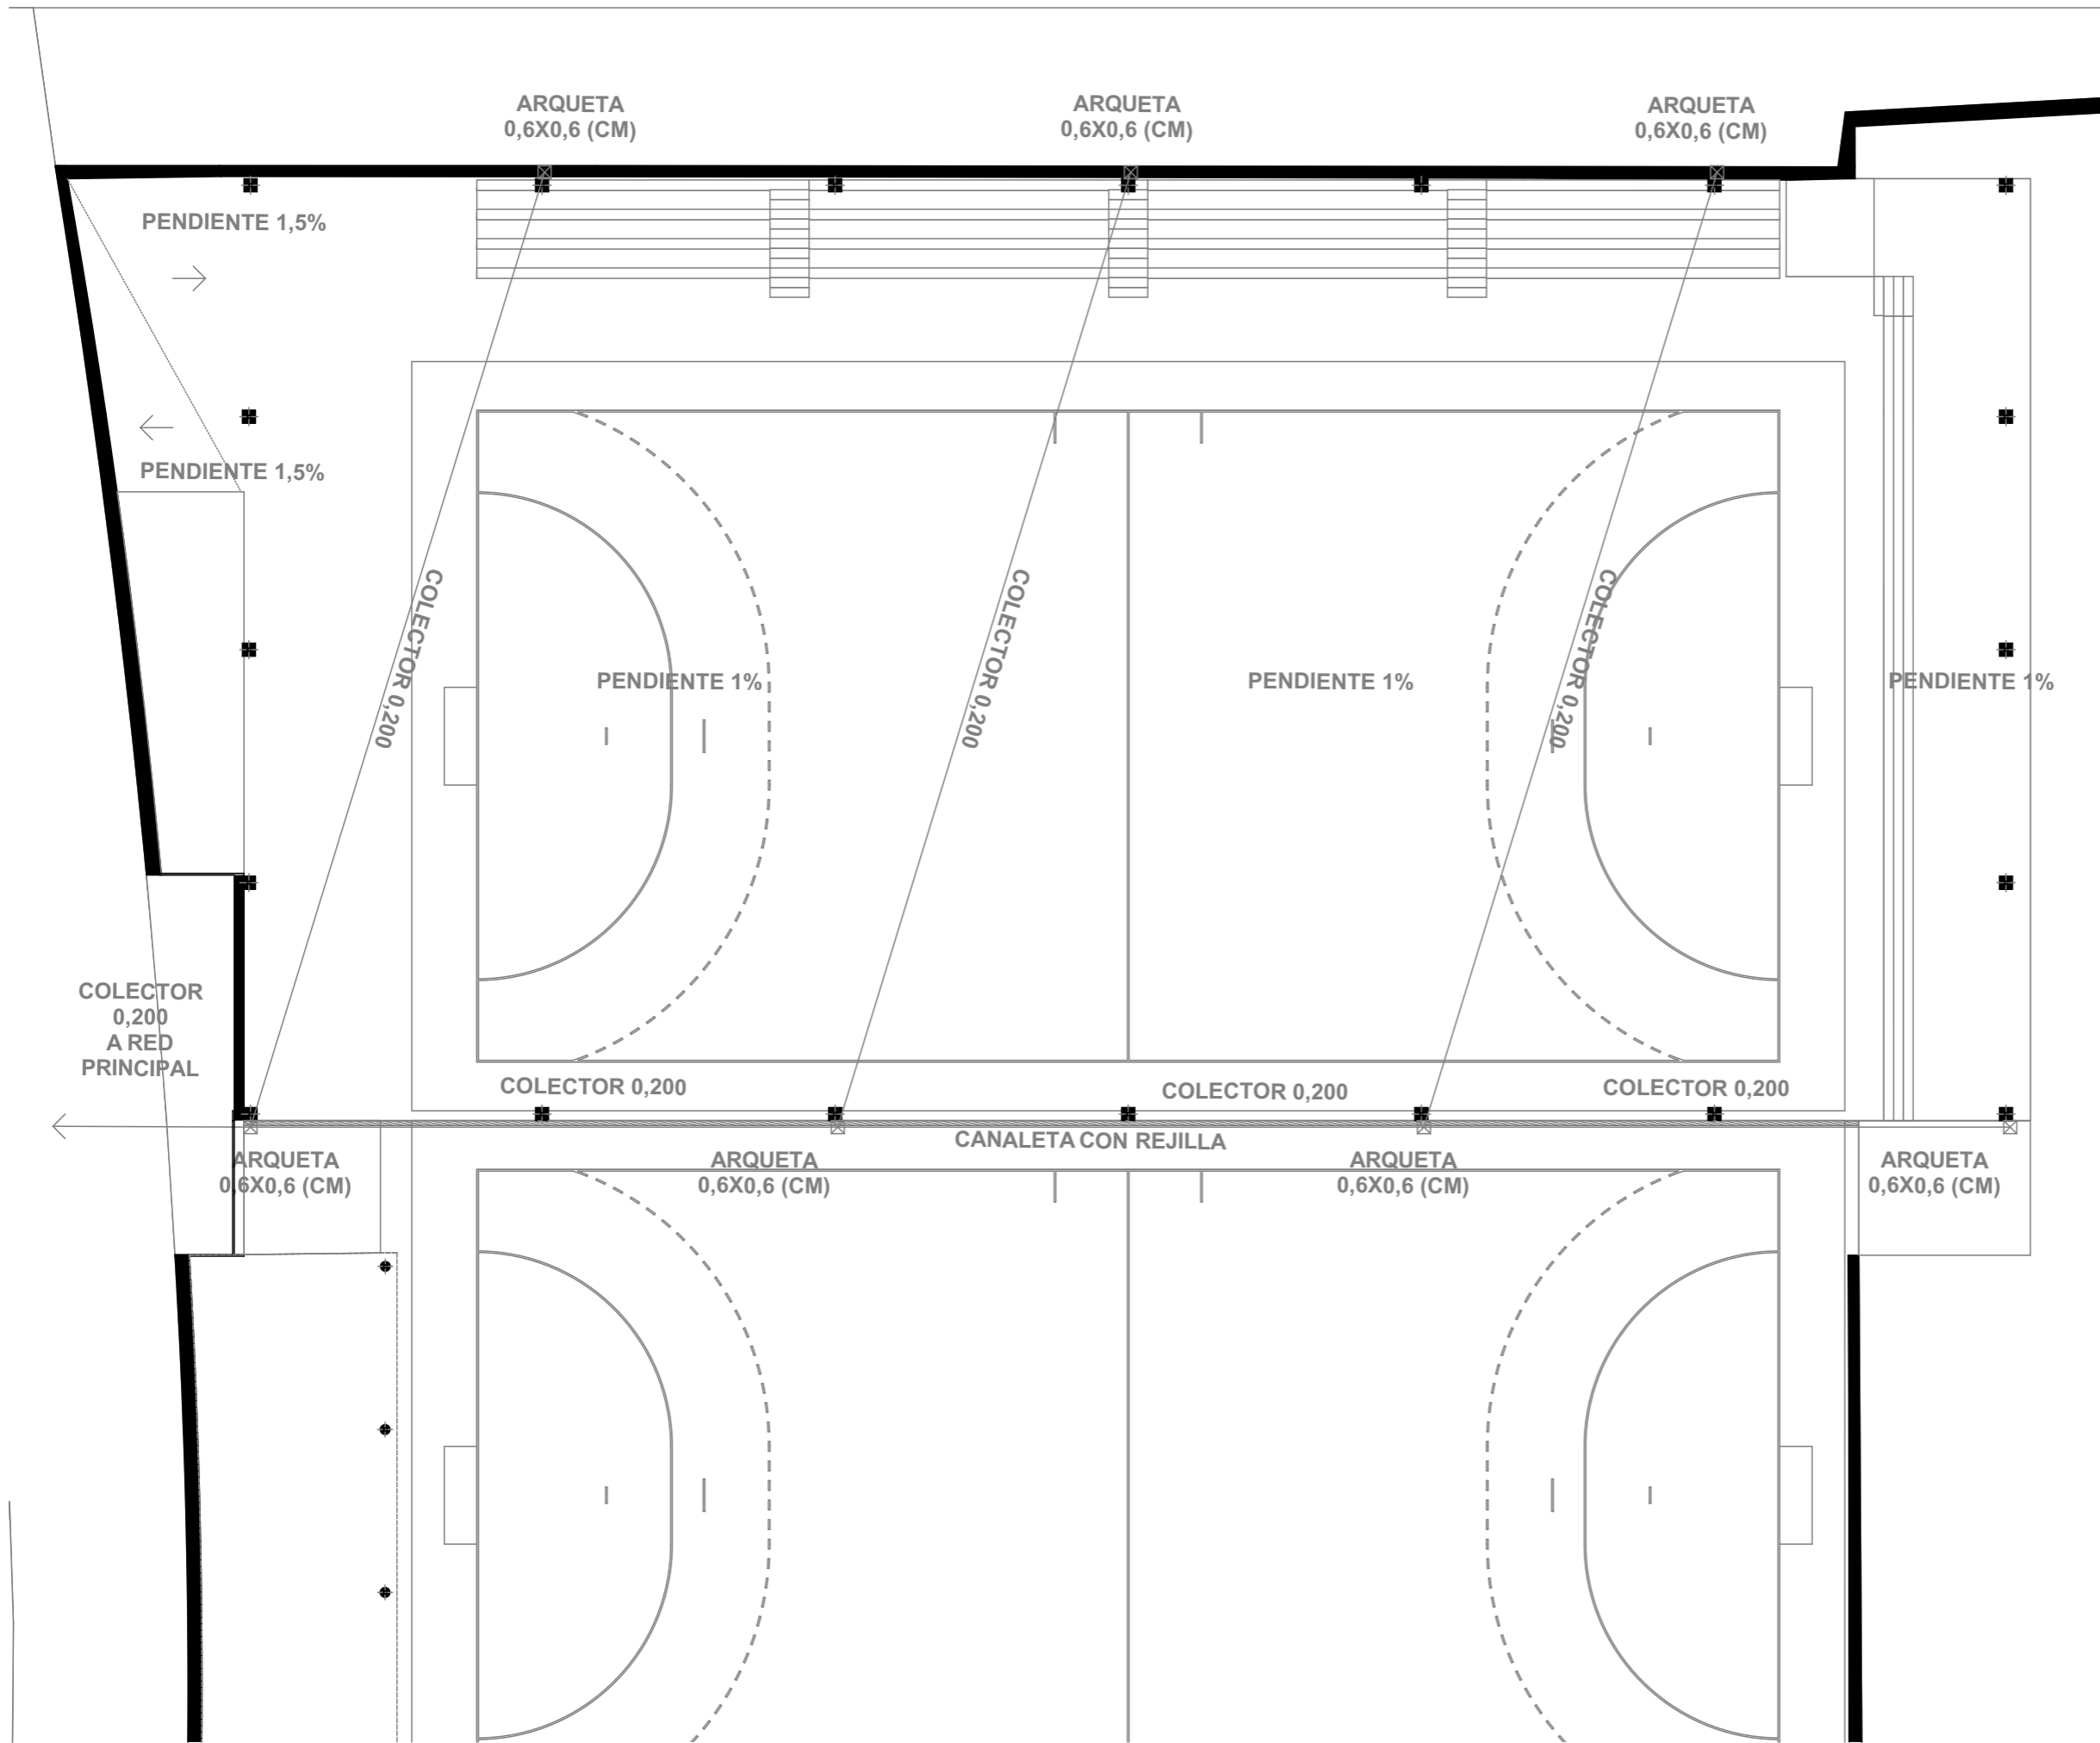 ARQUETA
0,6X0,6 (CM)
ARQUETA
0,6X0,6 (CM)
ARQUETA
0,6X0,6 (CM)
PENDIENTE 1,5%
PENDIENTE 1,5%
COLECTOR 0,200
COLECTOR 0,200
COLECTOR 0,200
PENDIENTE 1%
PENDIENTE 1%
PENDIENTE 1%
COLECTOR
0,200
A RED
PRINCIPAL
COLECTOR 0,200
COLECTOR 0,200
COLECTOR 0,200
CANALETA CON REJILLA
ARQUETA
0,6X0,6 (CM)
ARQUETA
0,6X0,6 (CM)
ARQUETA
0,6X0,6 (CM)
ARQUETA
0,6X0,6 (CM)